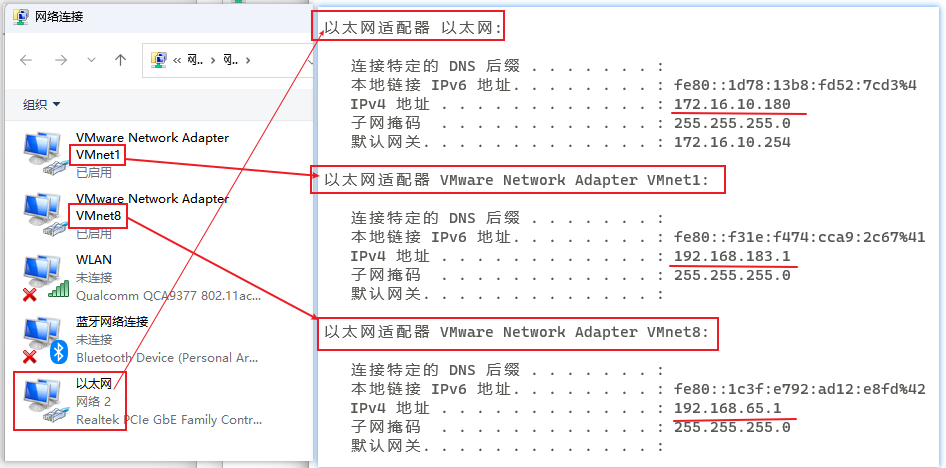 网络连接
« 网.. › 网.. ›
组织
VMware Network Adapter
VMnet1
已启用
VMware Network Adapter
VMnet8
已启用
WLAN
未连接
Qualcomm QCA9377 802.11ac...
蓝牙网络连接
未连接
Bluetooth Device (Personal Ar...
以太网
网络 2
Realtek PCIe GbE Family Contr...
以太网适配器 以太网:
连接特定的 DNS 后缀 . . . . . . . :
本地链接 IPv6 地址. . . . . . . . : fe80::1d78:13b8:fd52:7cd3%4
IPv4 地址 . . . . . . . . . . . . : 172.16.10.180
子网掩码 . . . . . . . . . . . . : 255.255.255.0
默认网关. . . . . . . . . . . . . : 172.16.10.254
以太网适配器 VMware Network Adapter VMnet1:
连接特定的 DNS 后缀 . . . . . . . :
本地链接 IPv6 地址. . . . . . . . : fe80::f31e:f474:cca9:2c67%41
IPv4 地址 . . . . . . . . . . . . : 192.168.183.1
子网掩码 . . . . . . . . . . . . : 255.255.255.0
默认网关. . . . . . . . . . . . . :
以太网适配器 VMware Network Adapter VMnet8:
连接特定的 DNS 后缀 . . . . . . . :
本地链接 IPv6 地址. . . . . . . . : fe80::1c3f:e792:ad12:e8fd%42
IPv4 地址 . . . . . . . . . . . . : 192.168.65.1
子网掩码 . . . . . . . . . . . . : 255.255.255.0
默认网关. . . . . . . . . . . . . :